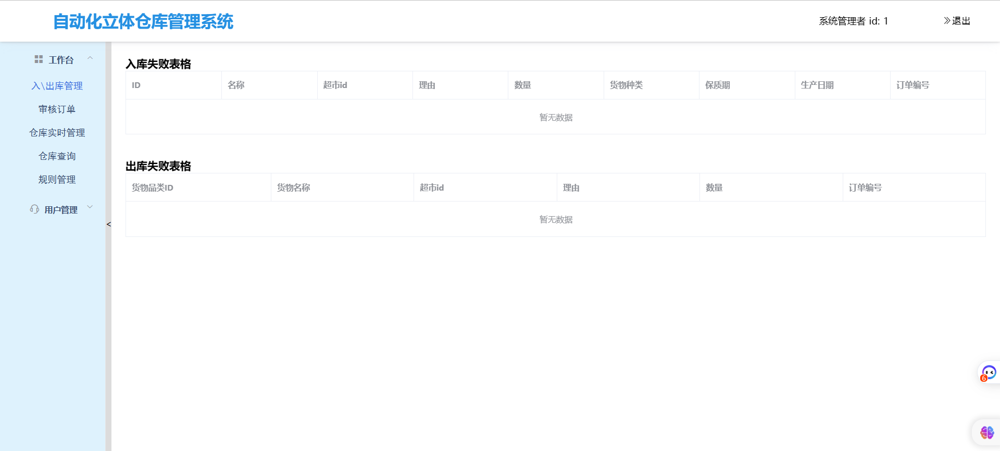 自动化立体仓库管理系统
系统管理者 id: 1
退出
工作台
入\出库管理
审核订单
仓库实时管理
仓库查询
规则管理
用户管理
<
入库失败表格
ID 名称 超市id 理由 数量 货物种类 保质期 生产日期 订单编号
暂无数据
出库失败表格
货物品类ID 货物名称 超市id 理由 数量 订单编号
暂无数据
6